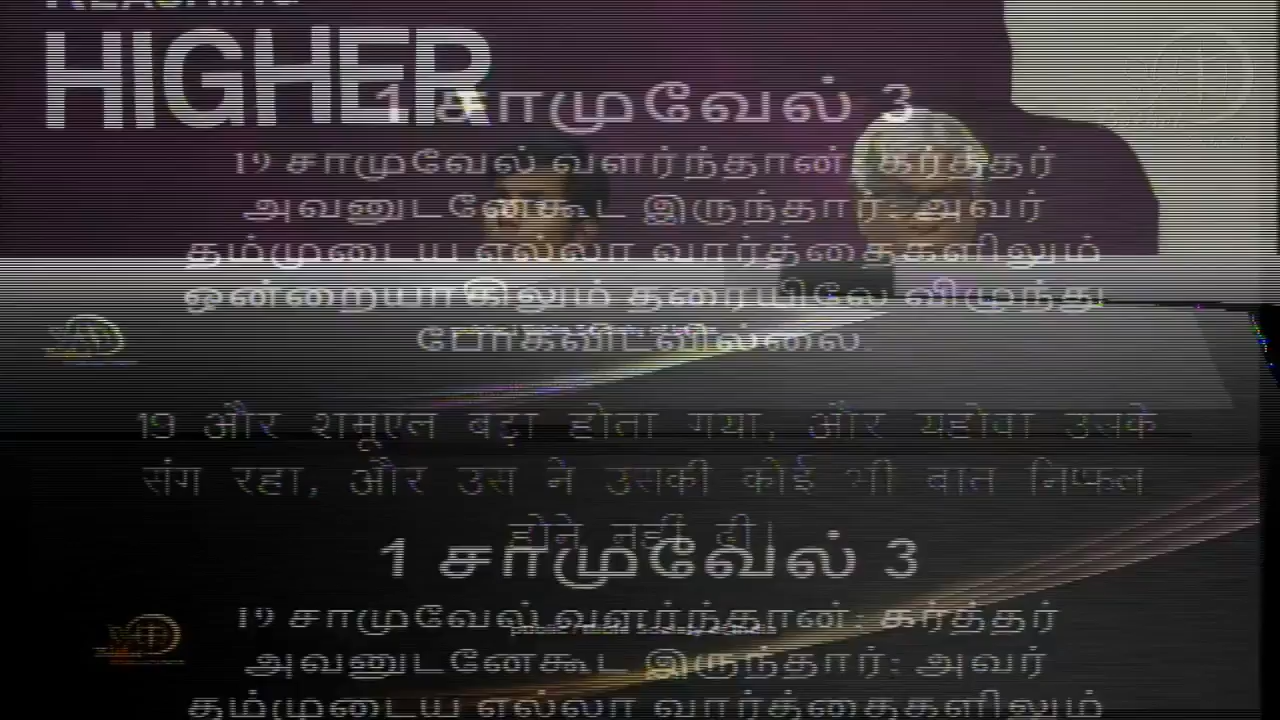 HIGHER
1 சாமுவேல் 3
19 சாமுவேல் வளர்ந்தான்; கர்த்தர்
அவனுடனேகூட இருந்தார்; அவர்
தம்முடைய எல்லா வார்த்தைகளிலும்
ஒன்றையாகிலும் தரையிலே விழுந்து
போகவிடவில்லை.
19 और शमूएल बड़ा होता गया, और यहोवा उसके
संग रहा, और उस ने उसकी कोई भी बात निष्फल
होने नहीं दी।
1 சாமுவேல் 3
19 சாமுவேல் வளர்ந்தான்; கர்த்தர்
அவனுடனேகூட இருந்தார்; அவர்
தம்முடைய எல்லா வார்த்தைகளிலும்